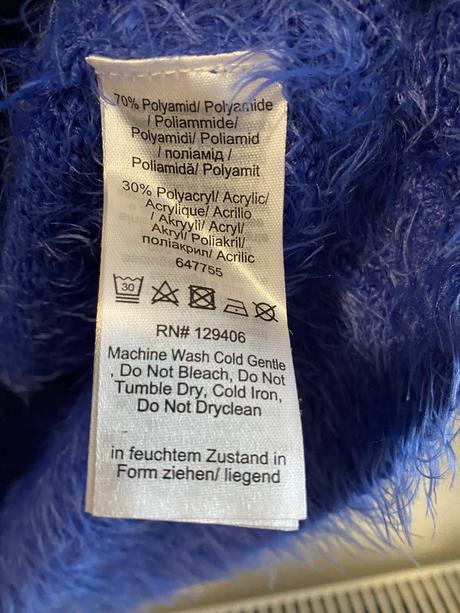 70% Polyamid/ Polyamide
/ Poliammide/
Polyamidi/ Poliamid
/ поліамід /
Poliamidă/ Polyamit
30% Polyacryl/ Acrylic/
Acrylique/ Acrilio
/ Akryyli/ Acryl/
Akryl/ Poliakril/
поліакрил/ Acrilic
647755
30
RN# 129406
Machine Wash Cold Gentle
, Do Not Bleach, Do Not
Tumble Dry, Cold Iron,
Do Not Dryclean
in feuchtem Zustand in
Form ziehen/ liegend